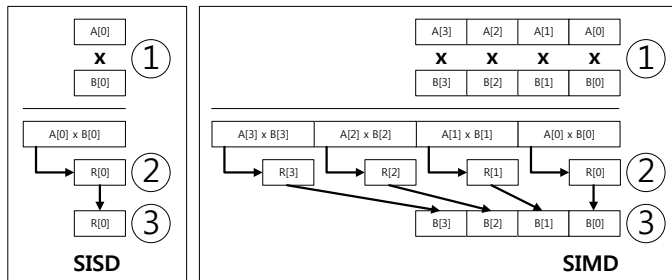 A[0]
x
B[0]
1
A[0] x B[0]
R[0]
2
R[0]
3
SISD
A[3] A[2] A[1] A[0]
x x x x
1
B[3] B[2] B[1] B[0]
A[3] x B[3] A[2] x B[2] A[1] x B[1] A[0] x B[0]
R[3] R[2] R[1] R[0]
2
B[3] B[2] B[1] B[0]
3
SIMD